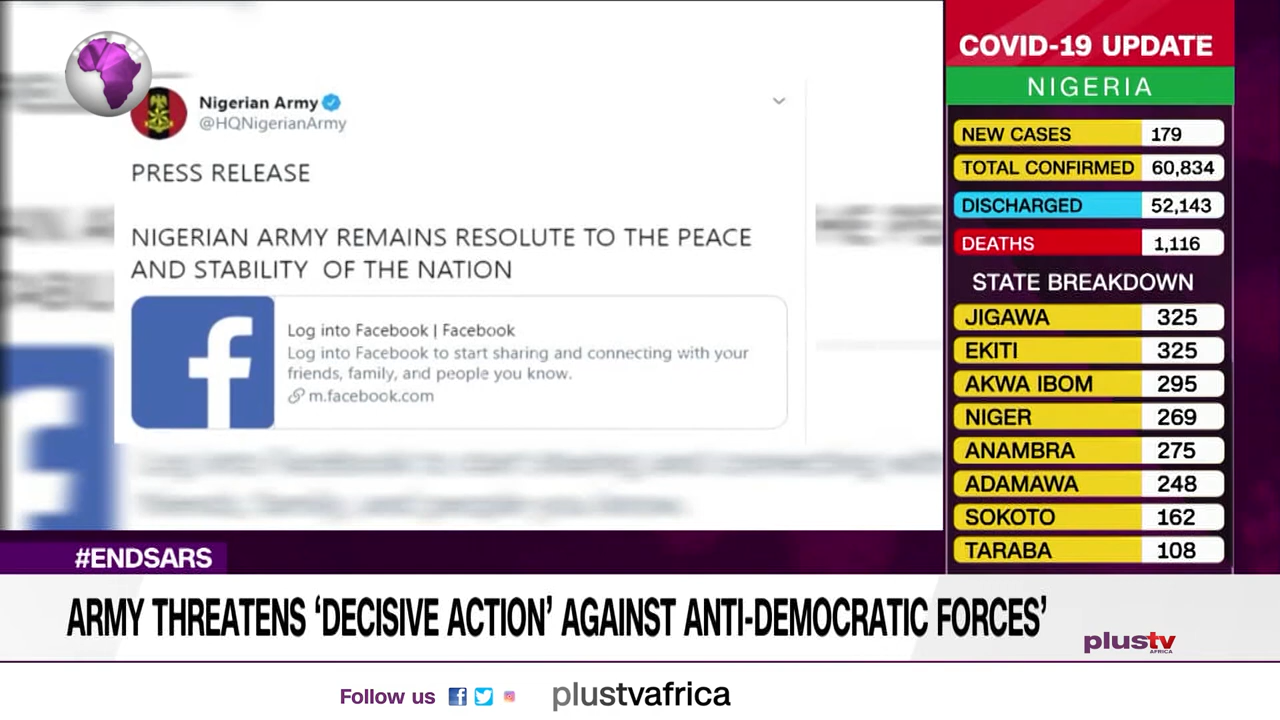 Nigerian Army
@HQNigerianArmy
PRESS RELEASE
NIGERIAN ARMY REMAINS RESOLUTE TO THE PEACE
AND STABILITY OF THE NATION
Log into Facebook | Facebook
Log into Facebook to start sharing and connecting with your
friends, family, and people you know.
m.facebook.com
COVID-19 UPDATE
NIGERIA
NEW CASES 179
TOTAL CONFIRMED 60,834
DISCHARGED 52,143
DEATHS 1,116
STATE BREAKDOWN
JIGAWA 325
EKITI 325
AKWA IBOM 295
NIGER 269
ANAMBRA 275
ADAMAWA 248
SOKOTO 162
TARABA 108
#ENDSARS
ARMY THREATENS ‘DECISIVE ACTION’ AGAINST ANTI-DEMOCRATIC FORCES’
plustv
AFRICA
Follow us plustvafrica